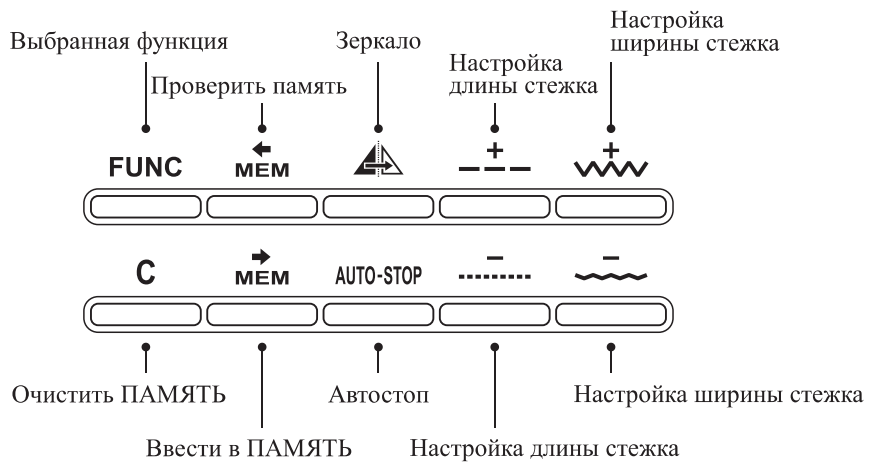 Настройка
ширины стежка
Выбранная функция
Зеркало
Настройка
длины стежка
Проверить память
+
+
FUNC
MEM
–
–
C
MEM
AUTO-STOP
Очистить ПАМЯТЬ
Автостоп
Настройка ширины стежка
Ввести в ПАМЯТЬ
Настройка длины стежка